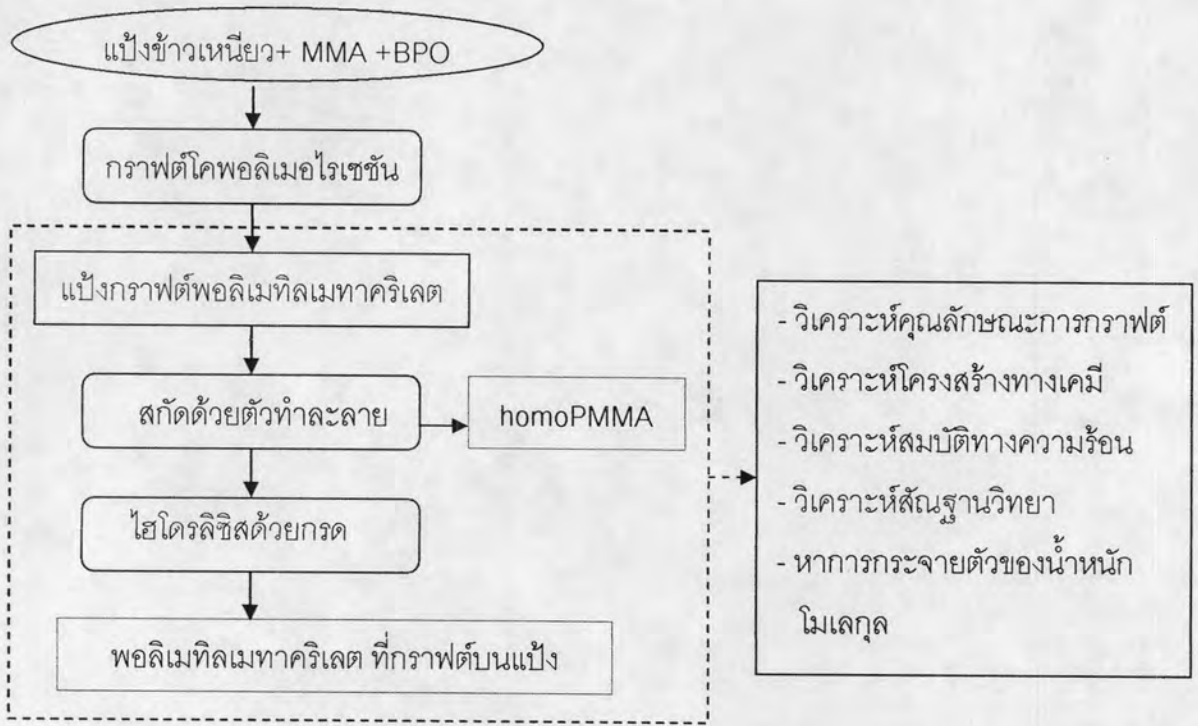 แป้งข้าวเหนียว+ MMA +BPO
กราฟต์โคพอลิเมอไรเซชัน
แป้งกราฟต์พอลิเมทิลเมทาคริเลต
สกัดด้วยตัวทำละลาย
homoPMMA
ไฮโดรลิซิสด้วยกรด
พอลิเมทิลเมทาคริเลต ที่กราฟต์บนแป้ง
- วิเคราะห์คุณลักษณะการกราฟต์
- วิเคราะห์โครงสร้างทางเคมี
- วิเคราะห์สมบัติทางความร้อน
- วิเคราะห์สัณฐานวิทยา
- หาการกระจายตัวของน้ำหนัก
โมเลกุล